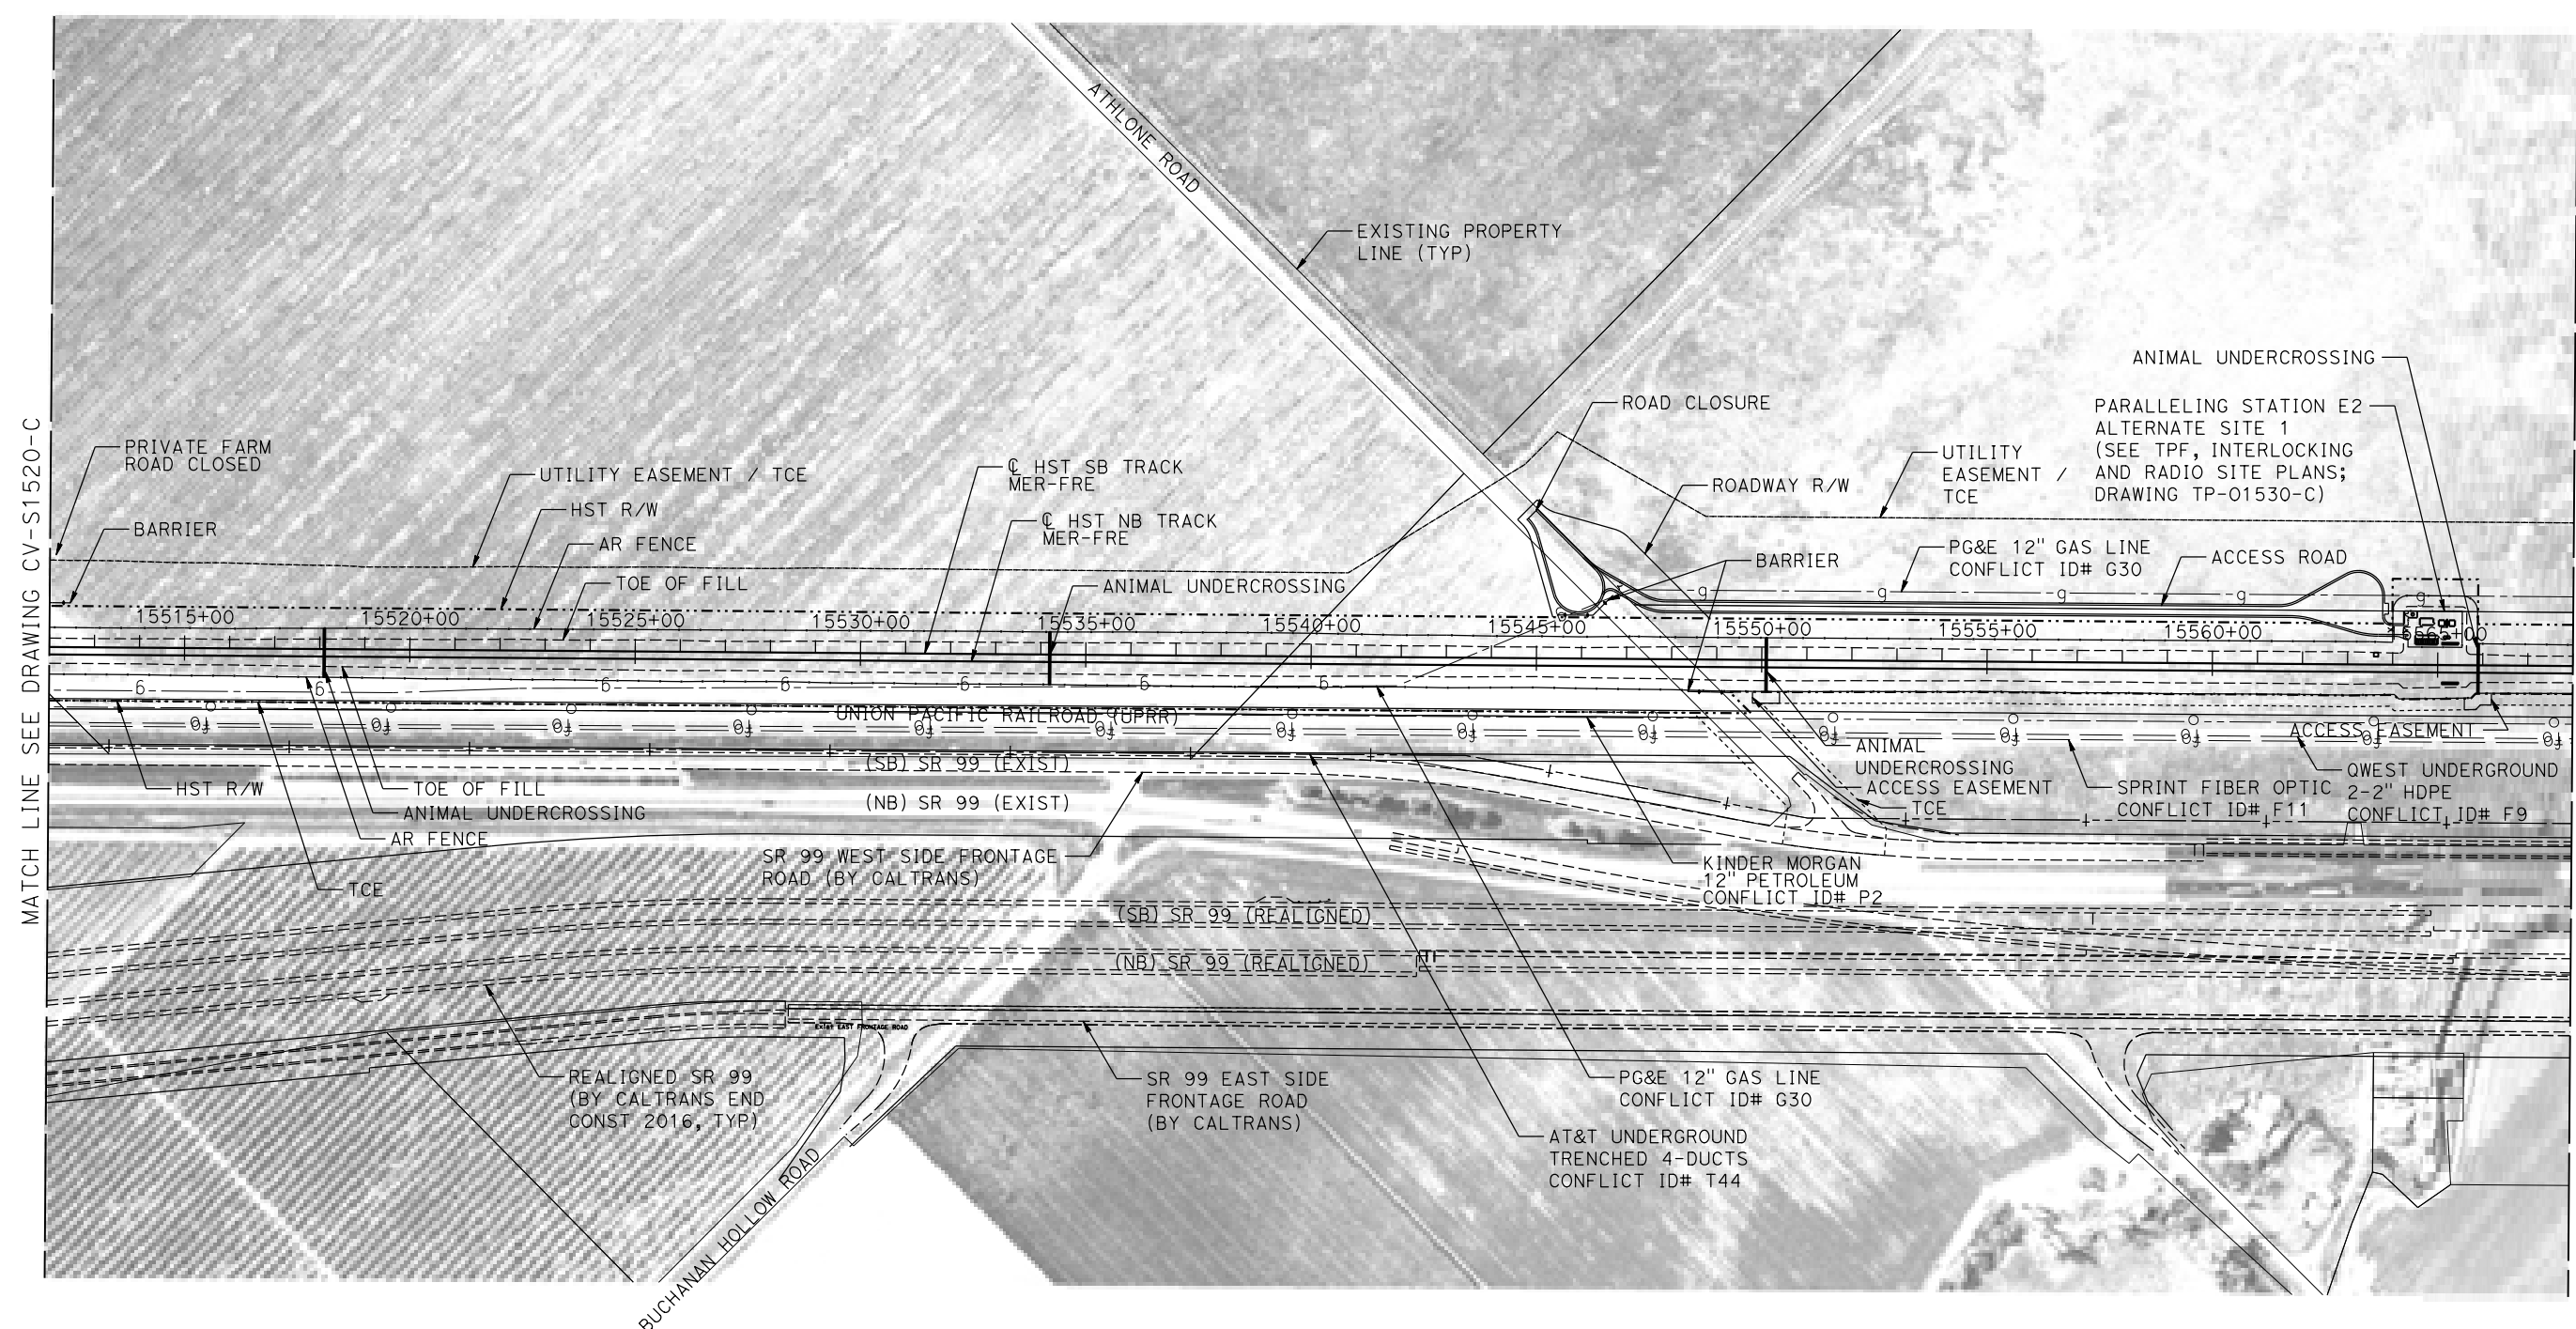 MATCH LINE SEE DRAWING CV-S1520-C
ATHLONE ROAD
EXISTING PROPERTY
LINE (TYP)
ANIMAL UNDERCROSSING
ROAD CLOSURE
PARALLELING STATION E2
ALTERNATE SITE 1
(SEE TPF, INTERLOCKING
AND RADIO SITE PLANS;
DRAWING TP-01530-C)
PRIVATE FARM
ROAD CLOSED
UTILITY EASEMENT / TCE
℄ HST SB TRACK
MER-FRE
UTILITY
EASEMENT /
TCE
ROADWAY R/W
HST R/W
℄ HST NB TRACK
MER-FRE
BARRIER
AR FENCE
PG&E 12" GAS LINE
CONFLICT ID# G30
ACCESS ROAD
BARRIER
TOE OF FILL
ANIMAL UNDERCROSSING
15515+00
15520+00
15525+00
15530+00
15535+00
15540+00
15545+00
15550+00
15555+00
15560+00
UNION PACIFIC RAILROAD (UPRR)
ACCESS EASEMENT
ANIMAL
UNDERCROSSING
ACCESS EASEMENT
TCE
(SB) SR 99 (EXIST)
(NB) SR 99 (EXIST)
SPRINT FIBER OPTIC
CONFLICT ID# F11
QWEST UNDERGROUND
2-2" HDPE
CONFLICT ID# F9
HST R/W
TOE OF FILL
ANIMAL UNDERCROSSING
AR FENCE
TCE
SR 99 WEST SIDE FRONTAGE
ROAD (BY CALTRANS)
KINDER MORGAN
12" PETROLEUM
CONFLICT ID# P2
(SB) SR 99 (REALIGNED)
(NB) SR 99 (REALIGNED)
EXIST EAST FRONTAGE ROAD
REALIGNED SR 99
(BY CALTRANS END
CONST 2016, TYP)
SR 99 EAST SIDE
FRONTAGE ROAD
(BY CALTRANS)
PG&E 12" GAS LINE
CONFLICT ID# G30
AT&T UNDERGROUND
TRENCHED 4-DUCTS
CONFLICT ID# T44
BUCHANAN HOLLOW ROAD